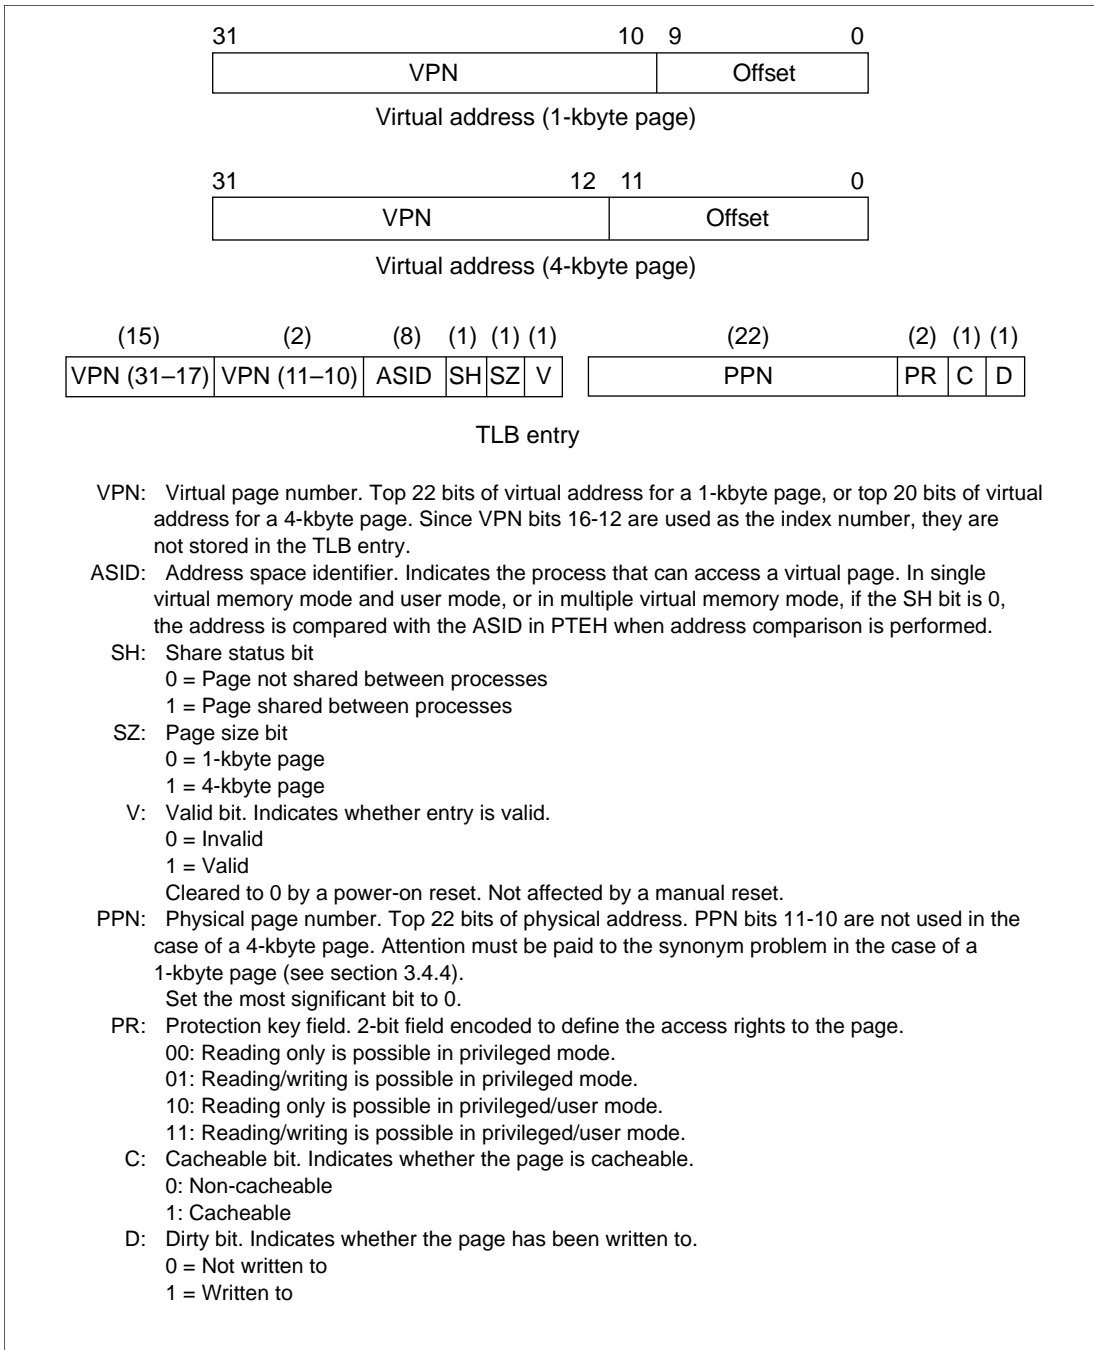 31 10 9 0
VPN Offset
Virtual address (1-kbyte page)
31 12 11 0
VPN Offset
Virtual address (4-kbyte page)
(15) (2) (8) (1) (1) (1) (22) (2) (1) (1)
VPN (31–17) VPN (11–10) ASID SH SZ V PPN PR C D
TLB entry
VPN: Virtual page number. Top 22 bits of virtual address for a 1-kbyte page, or top 20 bits of virtual
address for a 4-kbyte page. Since VPN bits 16-12 are used as the index number, they are
not stored in the TLB entry.
ASID: Address space identifier. Indicates the process that can access a virtual page. In single
virtual memory mode and user mode, or in multiple virtual memory mode, if the SH bit is 0,
the address is compared with the ASID in PTEH when address comparison is performed.
SH: Share status bit
0 = Page not shared between processes
1 = Page shared between processes
SZ: Page size bit
0 = 1-kbyte page
1 = 4-kbyte page
V: Valid bit. Indicates whether entry is valid.
0 = Invalid
1 = Valid
Cleared to 0 by a power-on reset. Not affected by a manual reset.
PPN: Physical page number. Top 22 bits of physical address. PPN bits 11-10 are not used in the
case of a 4-kbyte page. Attention must be paid to the synonym problem in the case of a
1-kbyte page (see section 3.4.4).
Set the most significant bit to 0.
PR: Protection key field. 2-bit field encoded to define the access rights to the page.
00: Reading only is possible in privileged mode.
01: Reading/writing is possible in privileged mode.
10: Reading only is possible in privileged/user mode.
11: Reading/writing is possible in privileged/user mode.
C: Cacheable bit. Indicates whether the page is cacheable.
0: Non-cacheable
1: Cacheable
D: Dirty bit. Indicates whether the page has been written to.
0 = Not written to
1 = Written to